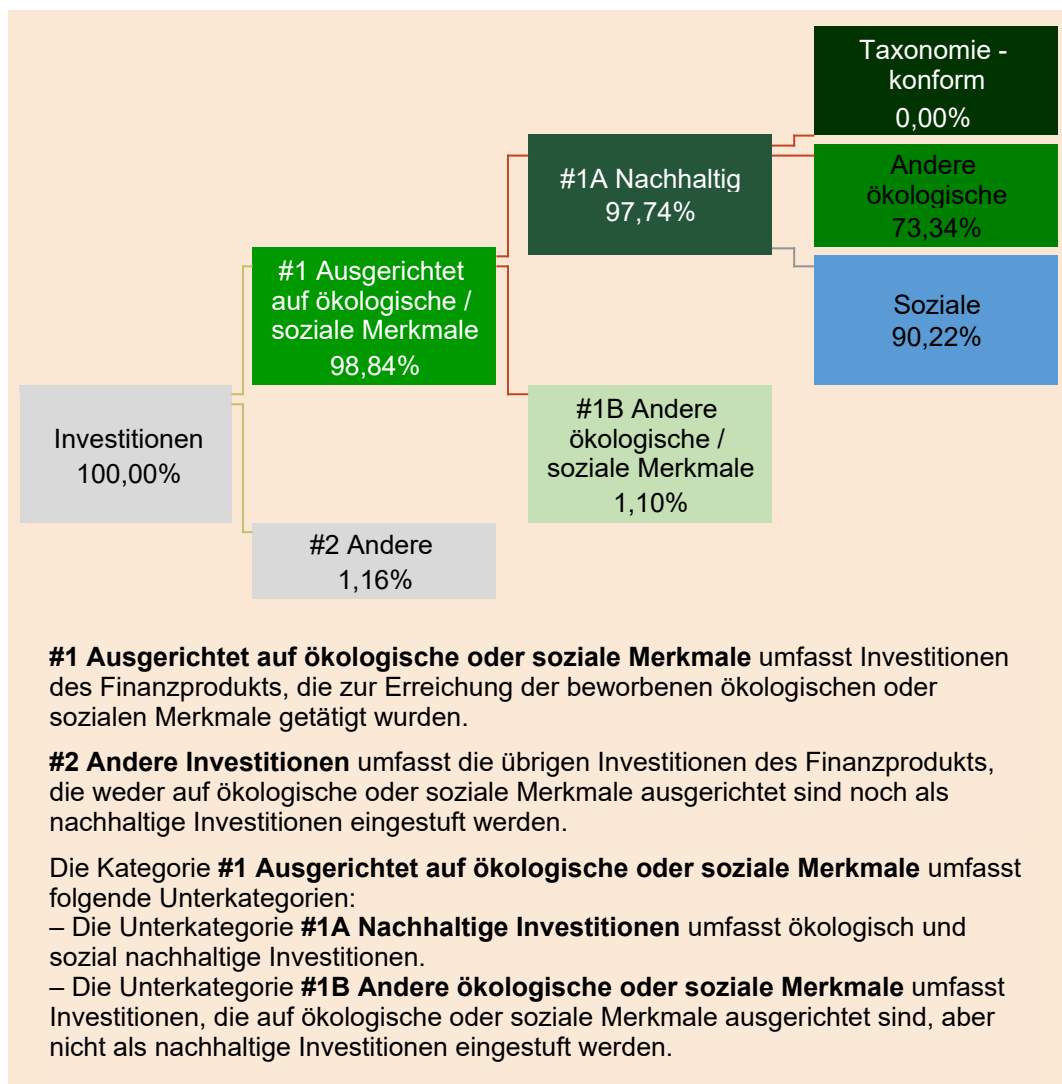 Taxonomie -
konform
0,00%
#1A Nachhaltig
97,74%
Andere
ökologische
73,34%
#1 Ausgerichtet
auf ökologische /
soziale Merkmale
98,84%
Soziale
90,22%
Investitionen
100,00%
#1B Andere
ökologische /
soziale Merkmale
1,10%
#2 Andere
1,16%
#1 Ausgerichtet auf ökologische oder soziale Merkmale umfasst Investitionen
des Finanzprodukts, die zur Erreichung der beworbenen ökologischen oder
sozialen Merkmale getätigt wurden.
#2 Andere Investitionen umfasst die übrigen Investitionen des Finanzprodukts,
die weder auf ökologische oder soziale Merkmale ausgerichtet sind noch als
nachhaltige Investitionen eingestuft werden.
Die Kategorie #1 Ausgerichtet auf ökologische oder soziale Merkmale umfasst
folgende Unterkategorien:
– Die Unterkategorie #1A Nachhaltige Investitionen umfasst ökologisch und
sozial nachhaltige Investitionen.
– Die Unterkategorie #1B Andere ökologische oder soziale Merkmale umfasst
Investitionen, die auf ökologische oder soziale Merkmale ausgerichtet sind, aber
nicht als nachhaltige Investitionen eingestuft werden.